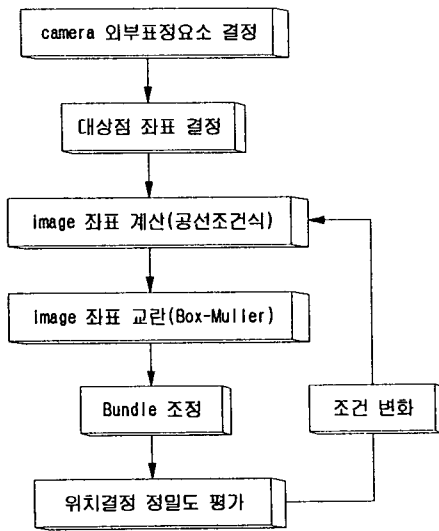 camera 외부표정요소 결정
대상점 좌표 결정
image 좌표 계산(공선조건식)
image 좌표 교란(Box-Muller)
Bundle 조정
조건 변화
위치결정 정밀도 평가